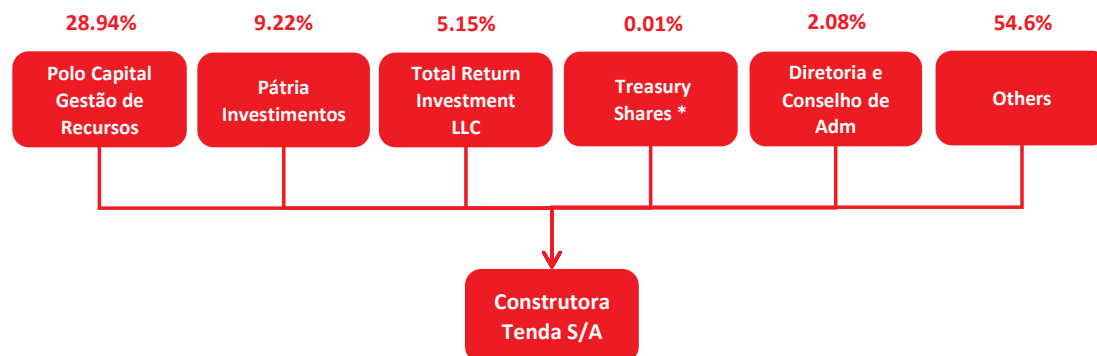 28.94%
9.22%
5.15%
0.01%
2.08%
54.6%
Polo Capital
Gestão de
Recursos
Pátria
Investimentos
Total Return
Investment
LLC
Treasury
Shares *
Diretoria e
Conselho de
Adm
Others
Construtora
Tenda S/A